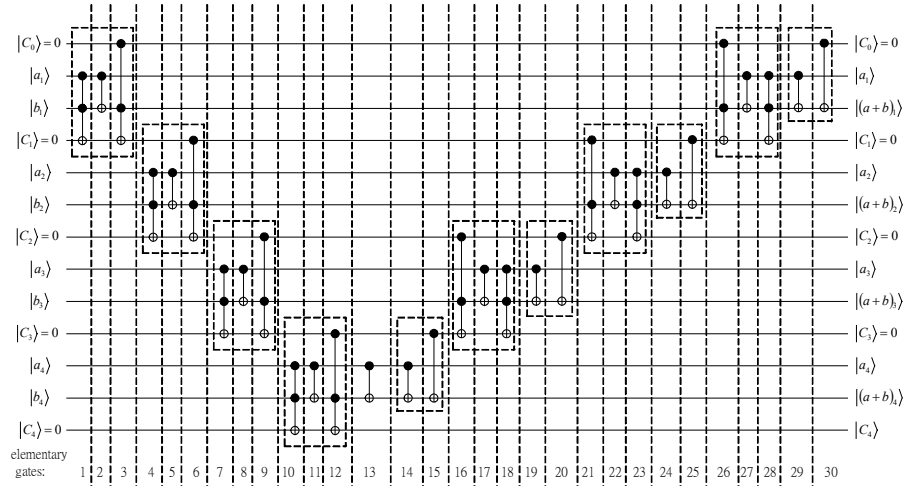 |C₀⟩=0 |C₀⟩=0
|a₁⟩ |a₁⟩
|b₁⟩ |(a+b)₁⟩
|C₁⟩=0 |C₁⟩=0
|a₂⟩ |a₂⟩
|b₂⟩ |(a+b)₂⟩
|C₂⟩=0 |C₂⟩=0
|a₃⟩ |a₃⟩
|b₃⟩ |(a+b)₃⟩
|C₃⟩=0 |C₃⟩=0
|a₄⟩ |a₄⟩
|b₄⟩ |(a+b)₄⟩
|C₄⟩=0 |C₄⟩
elementary
gates: 1 2 3 4 5 6 7 8 9 10 11 12 13 14 15 16 17 18 19 20 21 22 23 24 25 26 27 28 29 30